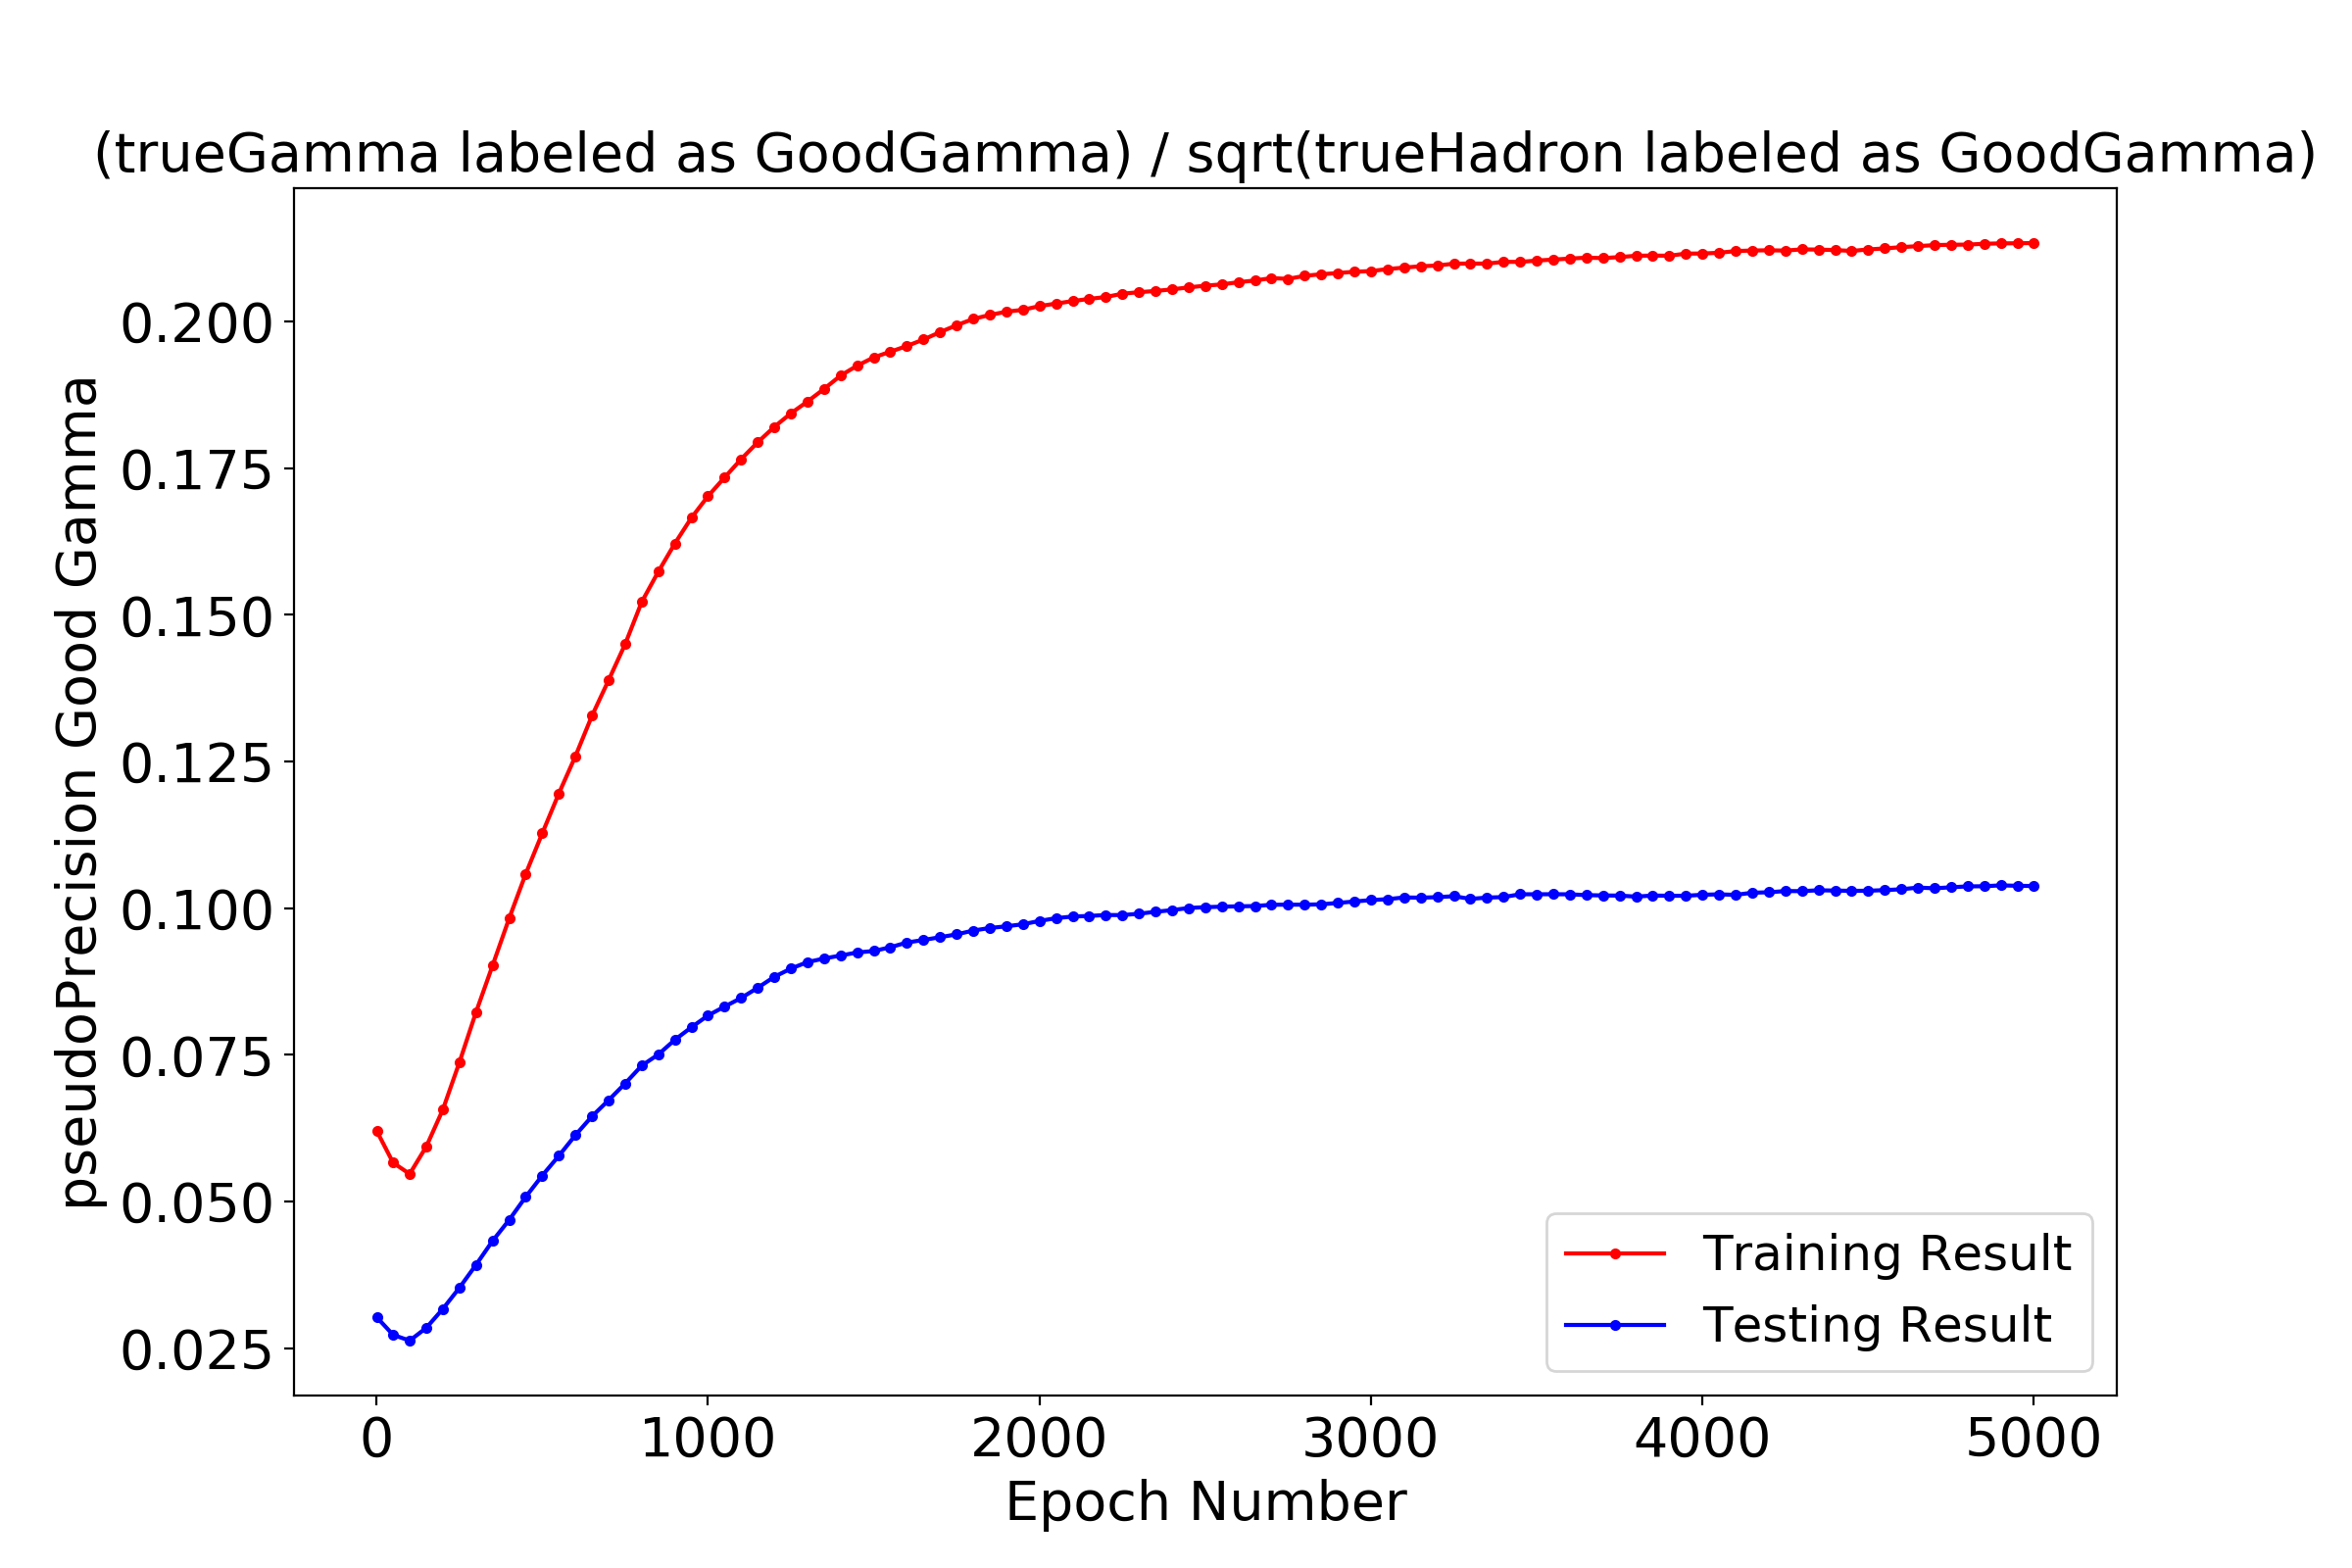 (trueGamma labeled as GoodGamma) / sqrt(trueHadron labeled as GoodGamma)
pseudoPrecision Good Gamma
0.200
0.175
0.150
0.125
0.100
0.075
0.050
0.025
Training Result
Testing Result
0 1000 2000 3000 4000 5000
Epoch Number